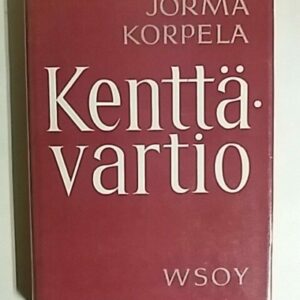 JORMA
KORPELA
Kenttä-
vartio
WSOY